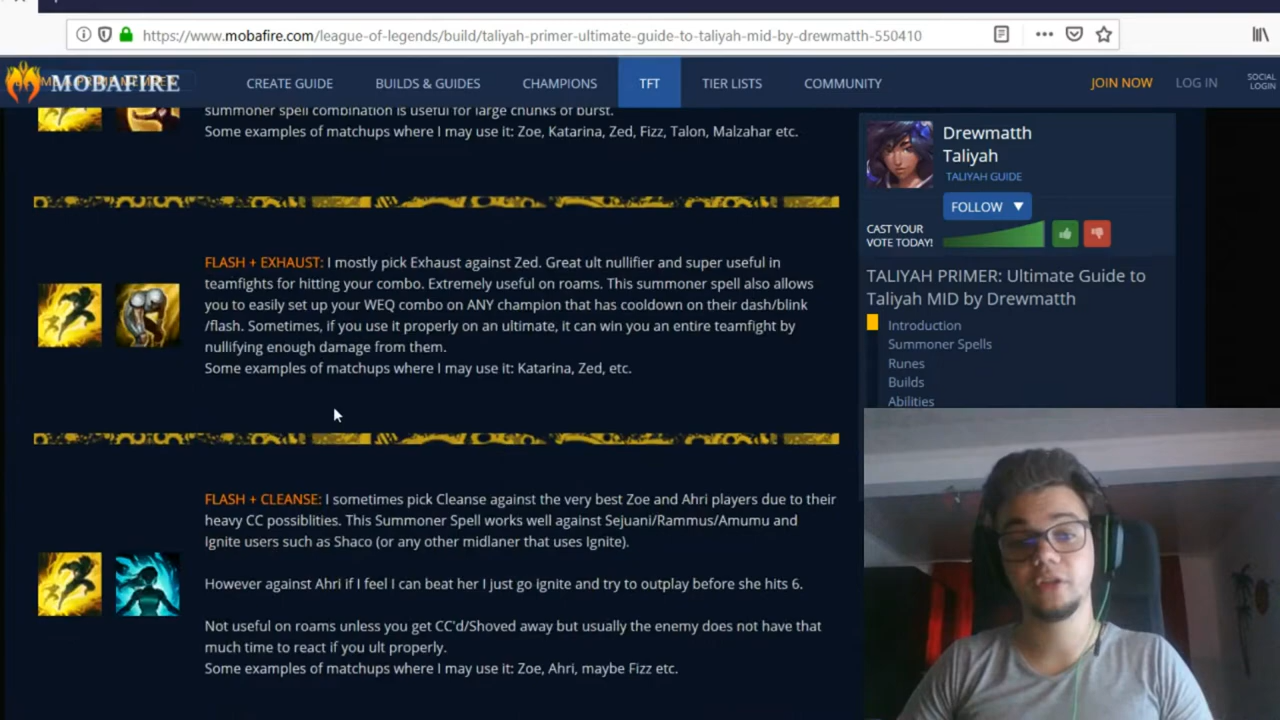 https://www.mobafire.com/league-of-legends/build/taliyah-primer-ultimate-guide-to-taliyah-mid-by-drewmatth-550410
MOBAFIRE
CREATE GUIDE
BUILDS & GUIDES
CHAMPIONS
TFT
TIER LISTS
COMMUNITY
JOIN NOW
LOG IN
SOCIAL
LOGIN
summoner spell combination is useful for large chunks of burst.
Some examples of matchups where I may use it: Zoe, Katarina, Zed, Fizz, Talon, Malzahar etc.
FLASH + EXHAUST: I mostly pick Exhaust against Zed. Great ult nullifier and super useful in
teamfights for hitting your combo. Extremely useful on roams. This summoner spell also allows
you to easily set up your WEQ combo on ANY champion that has cooldown on their dash/blink
/flash. Sometimes, if you use it properly on an ultimate, it can win you an entire teamfight by
nullifying enough damage from them.
Some examples of matchups where I may use it: Katarina, Zed, etc.
FLASH + CLEANSE: I sometimes pick Cleanse against the very best Zoe and Ahri players due to their
heavy CC possiblities. This Summoner Spell works well against Sejuani/Rammus/Amumu and
Ignite users such as Shaco (or any other midlaner that uses Ignite).
However against Ahri if I feel I can beat her I just go ignite and try to outplay before she hits 6.
Not useful on roams unless you get CC'd/Shoved away but usually the enemy does not have that
much time to react if you ult properly.
Some examples of matchups where I may use it: Zoe, Ahri, maybe Fizz etc.
Drewmatth
Taliyah
TALIYAH GUIDE
FOLLOW
CAST YOUR
VOTE TODAY!
TALIYAH PRIMER: Ultimate Guide to
Taliyah MID by Drewmatth
Introduction
Summoner Spells
Runes
Builds
Abilities